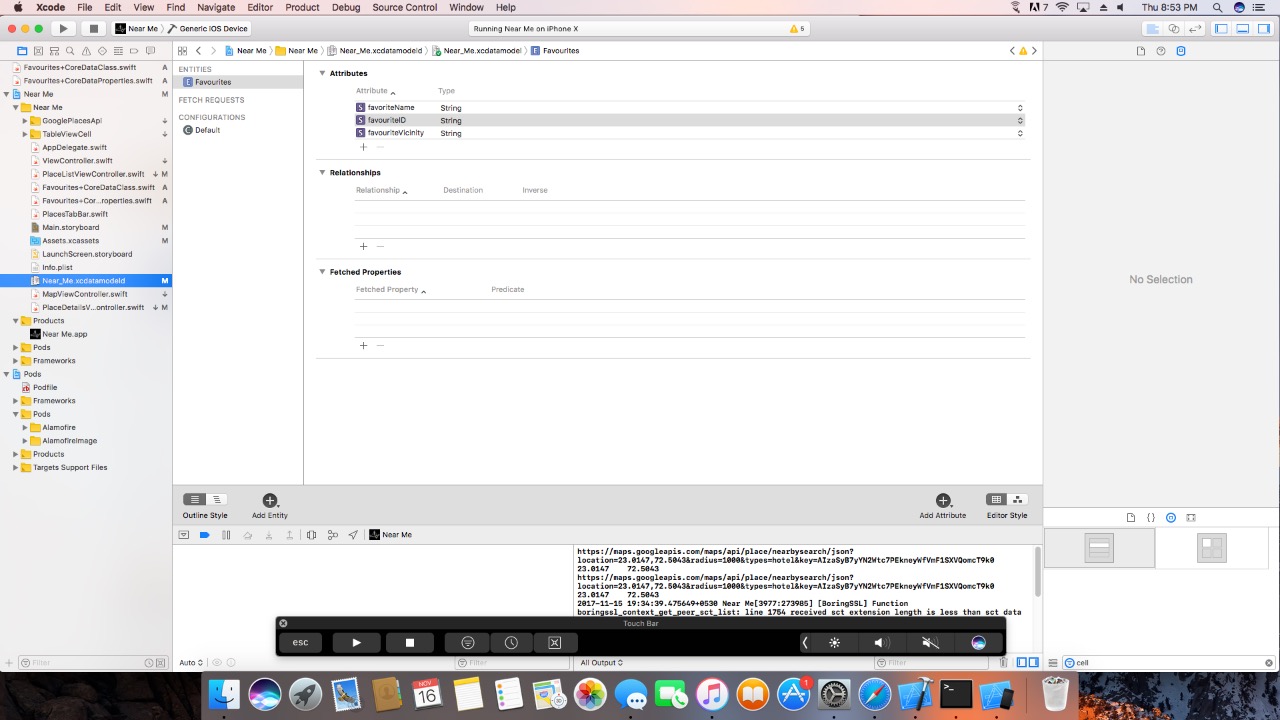 Xcode File Edit View Find Navigate Editor Product Debug Source Control Window Help
7 Thu 8:53 PM
Near Me Generic iOS Device
Running Near Me on iPhone X
5
Near Me Near Me Near_Me.xcdatamodeld Near_Me.xcdatamodel Favourites
Favourites+CoreDataClass.swift A
Favourites+CoreDataProperties.swift A
Near Me M
Near Me
GooglePlacesApi
TableViewCell
AppDelegate.swift
ViewController.swift
PlaceListViewController.swift M
Favourites+CoreDataClass.swift A
Favourites+Cor...roperties.swift A
PlacesTabBar.swift
Main.storyboard M
Assets.xcassets M
LaunchScreen.storyboard
Info.plist
Near_Me.xcdatamodeld M
MapViewController.swift
PlaceDetailsV...ontroller.swift M
Products
Near Me.app
Pods
Frameworks
Pods
Podfile
Frameworks
Pods
Alamofire
AlamofireImage
Products
Targets Support Files
Filter
ENTITIES
E Favourites
FETCH REQUESTS
CONFIGURATIONS
C Default
Attributes
Attribute Type
S favoriteName String
S favouriteID String
S favouriteVicinity String
Relationships
Relationship Destination Inverse
Fetched Properties
Fetched Property Predicate
Outline Style Add Entity Add Attribute Editor Style
Near Me
https://maps.googleapis.com/maps/api/place/nearbysearch/json?
location=23.0147,72.5043&radius=1000&types=hotel&key=AIzaSyB7yYN2Wtc7PEkneyWfVmF1SXVQomcT9k0
23.0147 72.5043
https://maps.googleapis.com/maps/api/place/nearbysearch/json?
location=23.0147,72.5043&radius=1000&types=hotel&key=AIzaSyB7yYN2Wtc7PEkneyWfVmF1SXVQomcT9k0
23.0147 72.5043
2017-11-15 19:34:39.475649+0530 Near Me[3977:273985] [BoringSSL] Function
boringssl_context_get_peer_sct_list: line 1754 received sct extension length is less than sct data
Auto Filter All Output Filter
No Selection
cell
Touch Bar
esc
NOV
16
1